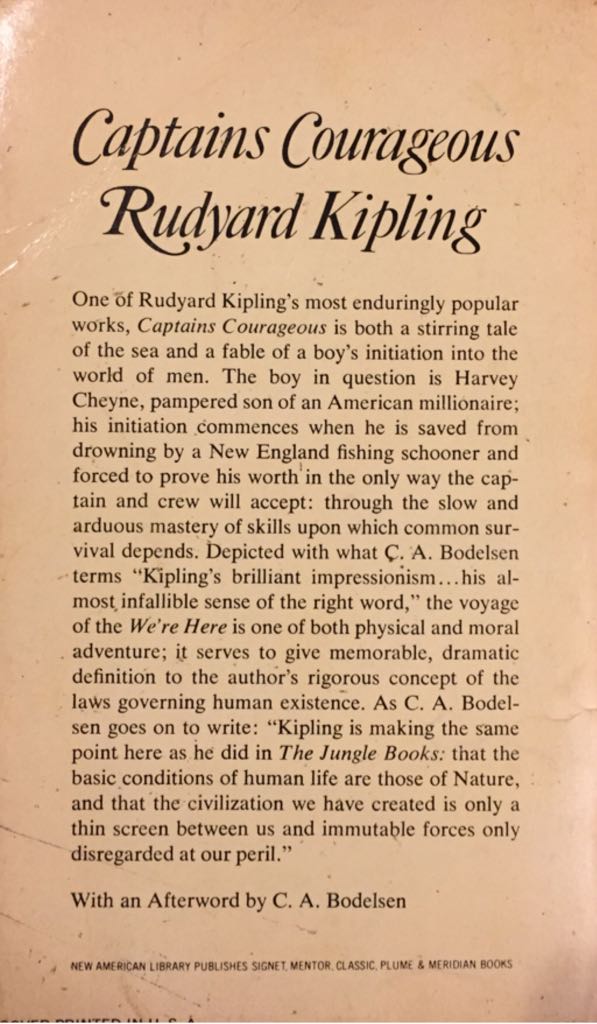 Captains Courageous
Rudyard Kipling
One of Rudyard Kipling's most enduringly popular
works, Captains Courageous is both a stirring tale
of the sea and a fable of a boy's initiation into the
world of men. The boy in question is Harvey
Cheyne, pampered son of an American millionaire;
his initiation commences when he is saved from
drowning by a New England fishing schooner and
forced to prove his worth in the only way the cap-
tain and crew will accept: through the slow and
arduous mastery of skills upon which common sur-
vival depends. Depicted with what C. A. Bodelsen
terms “Kipling's brilliant impressionism...his al-
most infallible sense of the right word,” the voyage
of the We're Here is one of both physical and moral
adventure; it serves to give memorable, dramatic
definition to the author's rigorous concept of the
laws governing human existence. As C. A. Bodel-
sen goes on to write: “Kipling is making the same
point here as he did in The Jungle Books: that the
basic conditions of human life are those of Nature,
and that the civilization we have created is only a
thin screen between us and immutable forces only
disregarded at our peril.”
With an Afterword by C. A. Bodelsen
NEW AMERICAN LIBRARY PUBLISHES SIGNET, MENTOR, CLASSIC, PLUME & MERIDIAN BOOKS
COVER PRINTED IN U.S.A.